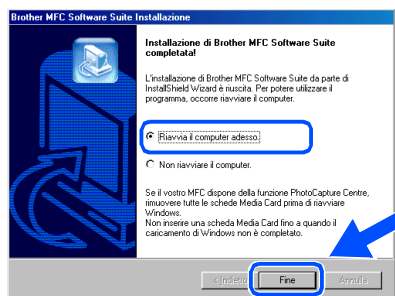 Brother MFC Software Suite Installazione
Installazione di Brother MFC Software Suite
completata!
L'installazione di Brother MFC Software Suite da parte di
InstallShield Wizard è riuscita. Per potere utilizzare il
programma, occorre riavviare il computer.
Riavvia il computer adesso.
Non riavviare il computer.
Se il vostro MFC dispone della funzione PhotoCapture Centre,
rimuovere tutte le schede Media Card prima di riavviare
Windows.
Non inserire una scheda Media Card fino a quando il
caricamento di Windows non è completato.
< Indietro Fine Annulla